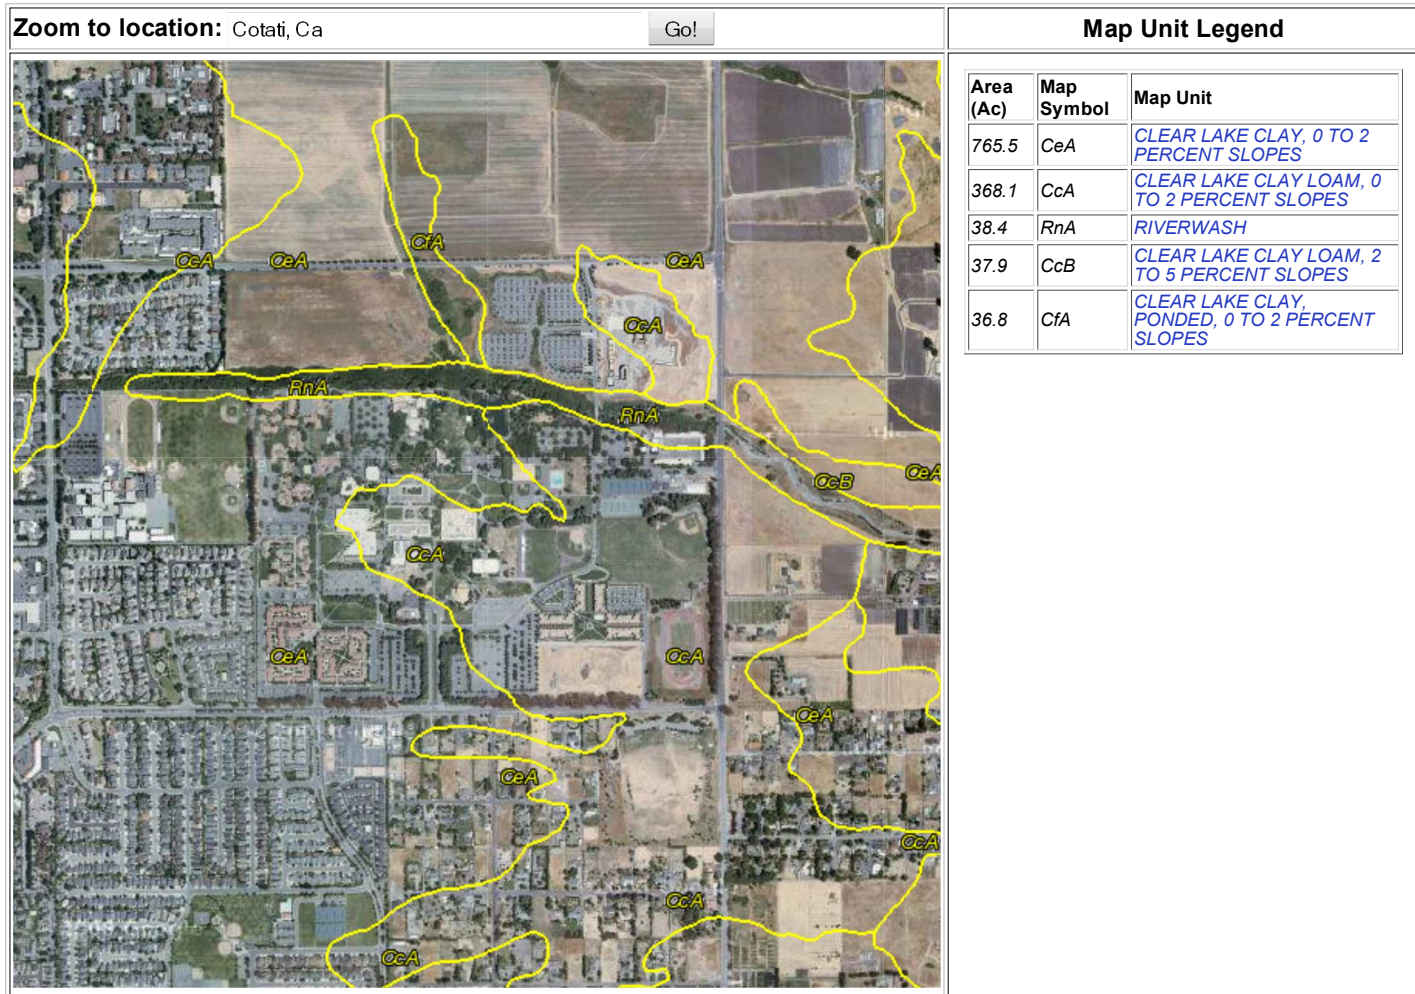 Zoom to location: Cotati, Ca Go!
Map Unit Legend
Area (Ac) Map Symbol Map Unit
765.5 CeA CLEAR LAKE CLAY, 0 TO 2
PERCENT SLOPES
368.1 CcA CLEAR LAKE CLAY LOAM, 0
TO 2 PERCENT SLOPES
38.4 RnA RIVERWASH
37.9 CcB CLEAR LAKE CLAY LOAM, 2
TO 5 PERCENT SLOPES
36.8 CfA CLEAR LAKE CLAY,
PONDED, 0 TO 2 PERCENT
SLOPES
CfA
CcA
CeA
CeA
CcA
RnA
RnA
CeA
CcB
CcA
CeA
CcA
CeA
CeA
CcA
CcA
CcA